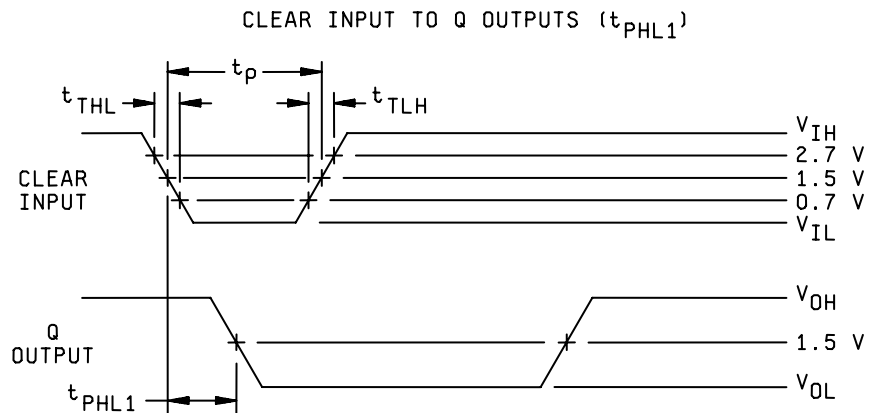 CLEAR INPUT TO Q OUTPUTS (tPHL1)
tp
tTHL
tTLH
VIH
2.7 V
CLEAR
INPUT
1.5 V
0.7 V
VIL
VOH
Q
OUTPUT
1.5 V
VOL
tPHL1